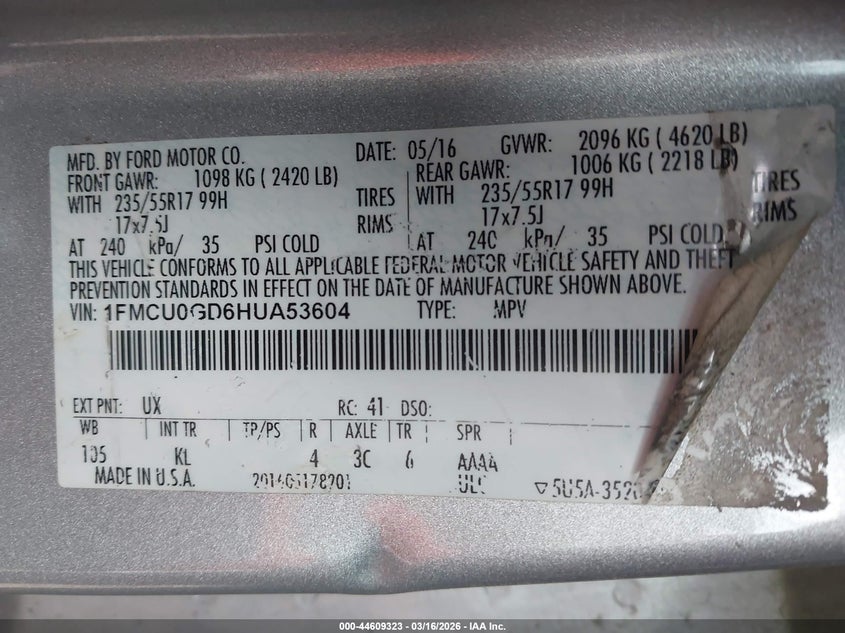 MFD. BY FORD MOTOR CO. DATE: 05/16 GVWR: 2096 KG ( 4620 LB)
FRONT GAWR: 1098 KG ( 2420 LB) REAR GAWR: 1006 KG ( 2218 LB)
WITH 235/55R17 99H TIRES WITH 235/55R17 99H TIRES
17x7.5J RIMS 17x7.5J RIMS
AT 240 kPa/ 35 PSI COLD AT 240 kPa/ 35 PSI COLD
THIS VEHICLE CONFORMS TO ALL APPLICABLE FEDERAL MOTOR VEHICLE SAFETY AND THEFT
PREVENTION STANDARDS IN EFFECT ON THE DATE OF MANUFACTURE SHOWN ABOVE.
VIN: 1FMCU0GD6HUA53604 TYPE: MPV
EXT PNT: UX RC: 41 DSO:
WB INT TR TP/PS R AXLE TR SPR
105 KL 4 3C 6 AAAA
MADE IN U.S.A. ULC
000-44609323 - 03/16/2026 - IAA Inc.